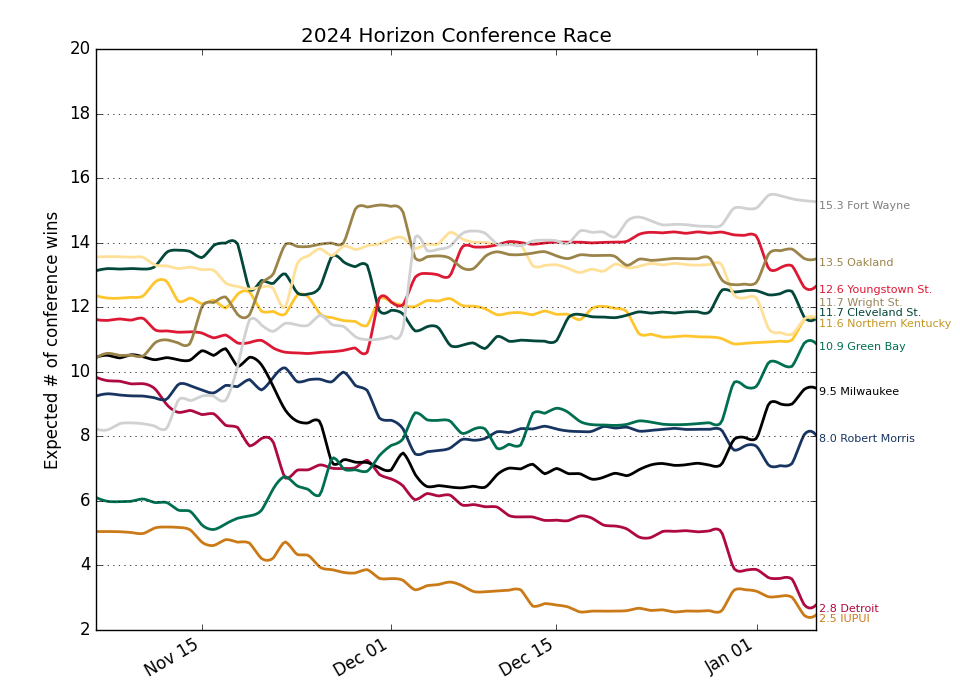 2024 Horizon Conference Race
Expected # of conference wins
20
18
16
14
12
10
8
6
4
2
Nov 15
Dec 01
Dec 15
Jan 01
15.3 Fort Wayne
13.5 Oakland
12.6 Youngstown St.
11.7 Wright St.
11.7 Cleveland St.
11.6 Northern Kentucky
10.9 Green Bay
9.5 Milwaukee
8.0 Robert Morris
2.8 Detroit
2.5 IUPUI